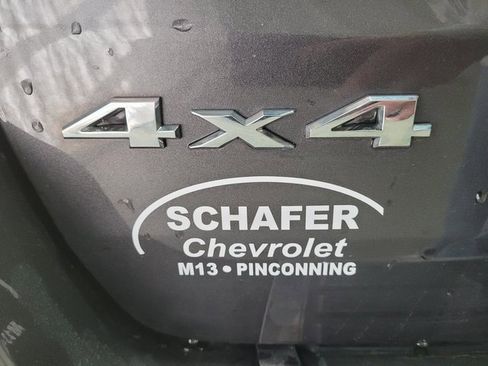 4x4
SCHAFER
Chevrolet
M13 • PINCONNING